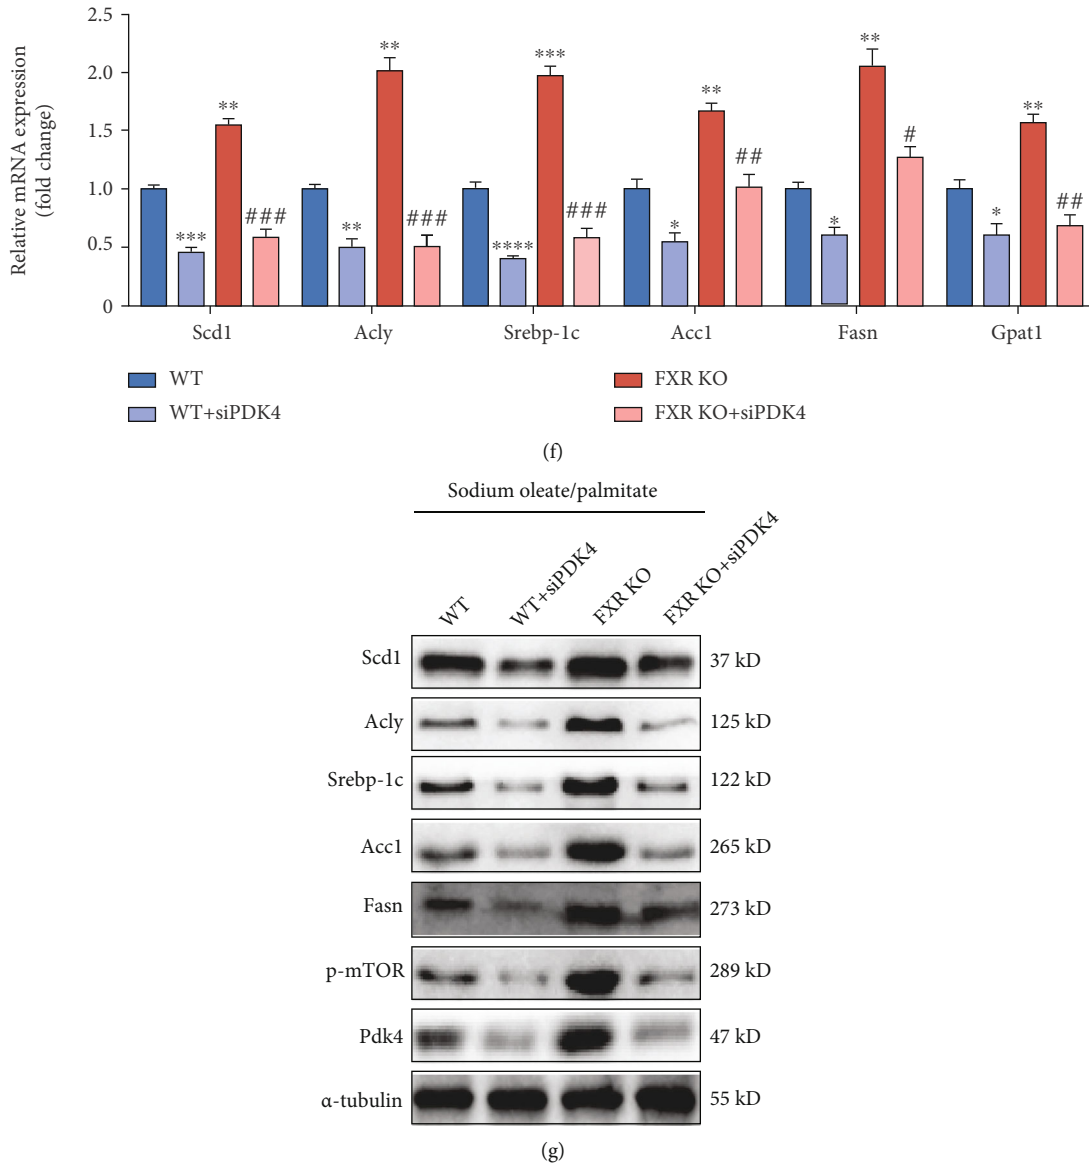 Relative mRNA expression
(fold change)
2.5
2.0
1.5
1.0
0.5
0
***
**
###
**
**
###
****
***
###
*
**
##
*
**
#
*
**
##
Scd1 Acly Srebp-1c Acc1 Fasn Gpat1
WT FXR KO
WT+siPDK4 FXR KO+siPDK4
(f)
Sodium oleate/palmitate
WT WT+siPDK4 FXR KO FXR KO+siPDK4
Scd1 37 kD
Acly 125 kD
Srebp-1c 122 kD
Acc1 265 kD
Fasn 273 kD
p-mTOR 289 kD
Pdk4 47 kD
α-tubulin 55 kD
(g)